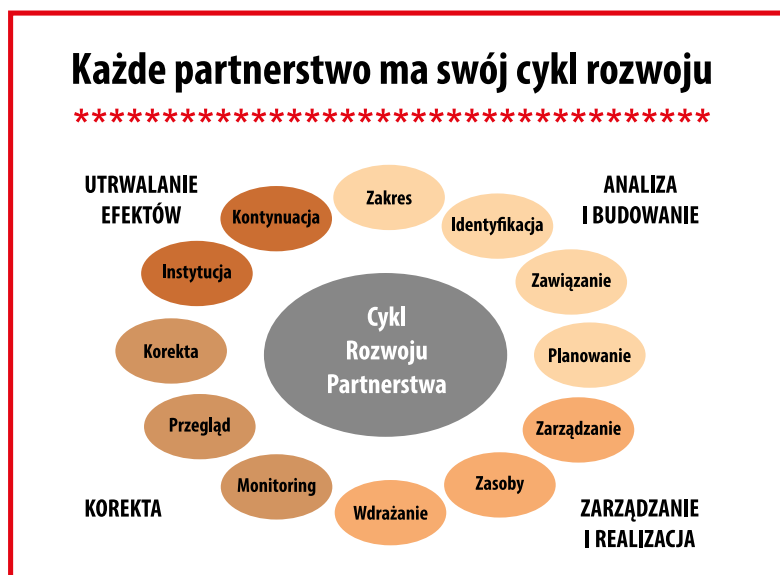 Każde partnerstwo ma swój cykl rozwoju
************************************
UTRWALANIE
EFEKTÓW
ANALIZA
I BUDOWANIE
Zakres
Identyfikacja
Zawiązanie
Planowanie
Zarządzanie
Zasoby
Wdrażanie
Monitoring
Przegląd
Korekta
Instytucja
Kontynuacja
Cykl
Rozwoju
Partnerstwa
KOREKTA
ZARZĄDZANIE
I REALIZACJA